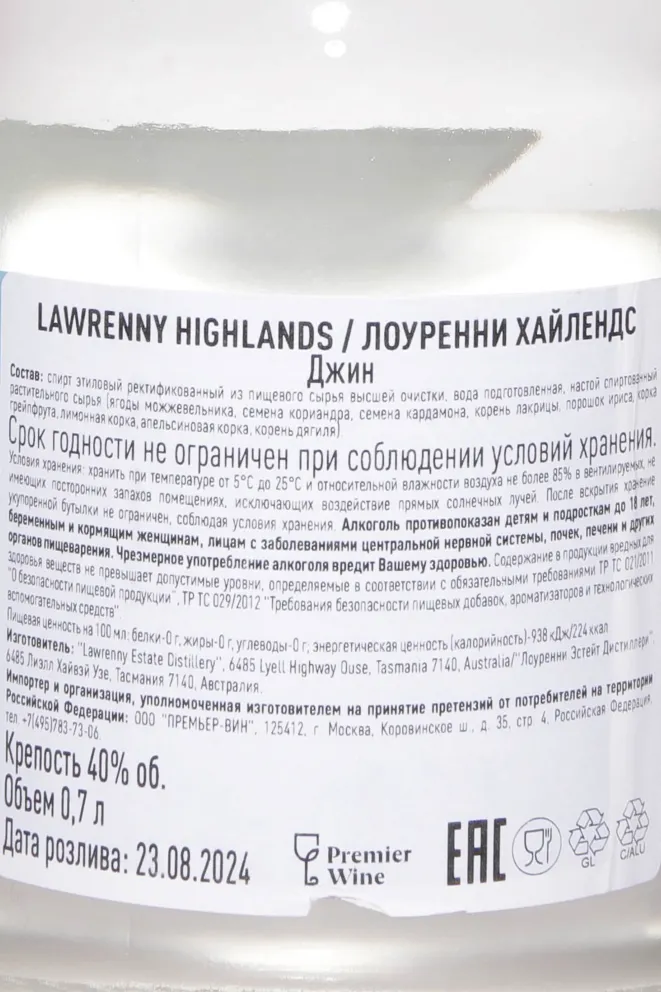 LAWRENNY HIGHLANDS / ЛОУРЕННИ ХАЙЛЕНДС
Джин
Состав: спирт этиловый ректификованный из пищевого сырья высшей очистки, вода подготовленная, настой спиртованный
растительного сырья (ягоды можжевельника, семена кориандра, семена кардамона, корень лакрицы, порошок ириса, корка
грейпфрута, лимонная корка, апельсиновая корка, корень дягиля)
Срок годности не ограничен при соблюдении условий хранения.
Условия хранения: хранить при температуре от 5°С до 25°С и относительной влажности воздуха не более 85% в вентилируемых, не
имеющих посторонних запахов помещениях, исключающих воздействие прямых солнечных лучей. После вскрытия хранение
укупоренной бутылки не ограничен, соблюдая условия хранения. Алкоголь противопоказан детям и подросткам до 18 лет,
беременным и кормящим женщинам, лицам с заболеваниями центральной нервной системы, почек, печени и других
органов пищеварения. Чрезмерное употребление алкоголя вредит Вашему здоровью. Содержание в продукции вредных для
здоровья веществ не превышает допустимые уровни, определяемые в соответствии с обязательными требованиями ТР ТС 021/2011
"О безопасности пищевой продукции", ТР ТС 029/2012 "Требования безопасности пищевых добавок, ароматизаторов и технологических
вспомогательных средств"
Пищевая ценность на 100 мл: белки-0 г, жиры-0 г, углеводы-0 г; энергетическая ценность (калорийность)-938 кДж/224 ккал
Изготовитель: "Lawrenny Estate Distillery", 6485 Lyell Highway Ouse, Tasmania 7140, Australia/"Лоуренни Эстейт Дистиллери",
6485 Лиэлл Хайвэй Узе, Тасмания 7140, Австралия.
Импортер и организация, уполномоченная изготовителем на принятие претензий от потребителей на территории
Российской Федерации: ООО "ПРЕМЬЕР-ВИН", 125412, г Москва, Коровинское ш., д. 35, стр 4, Российская Федерация,
тел. +7(495)783-73-06
Крепость 40% об.
Объем 0,7 л
Дата розлива: 23.08.2024
Premier
Wine
EAC
GL
C/ALU